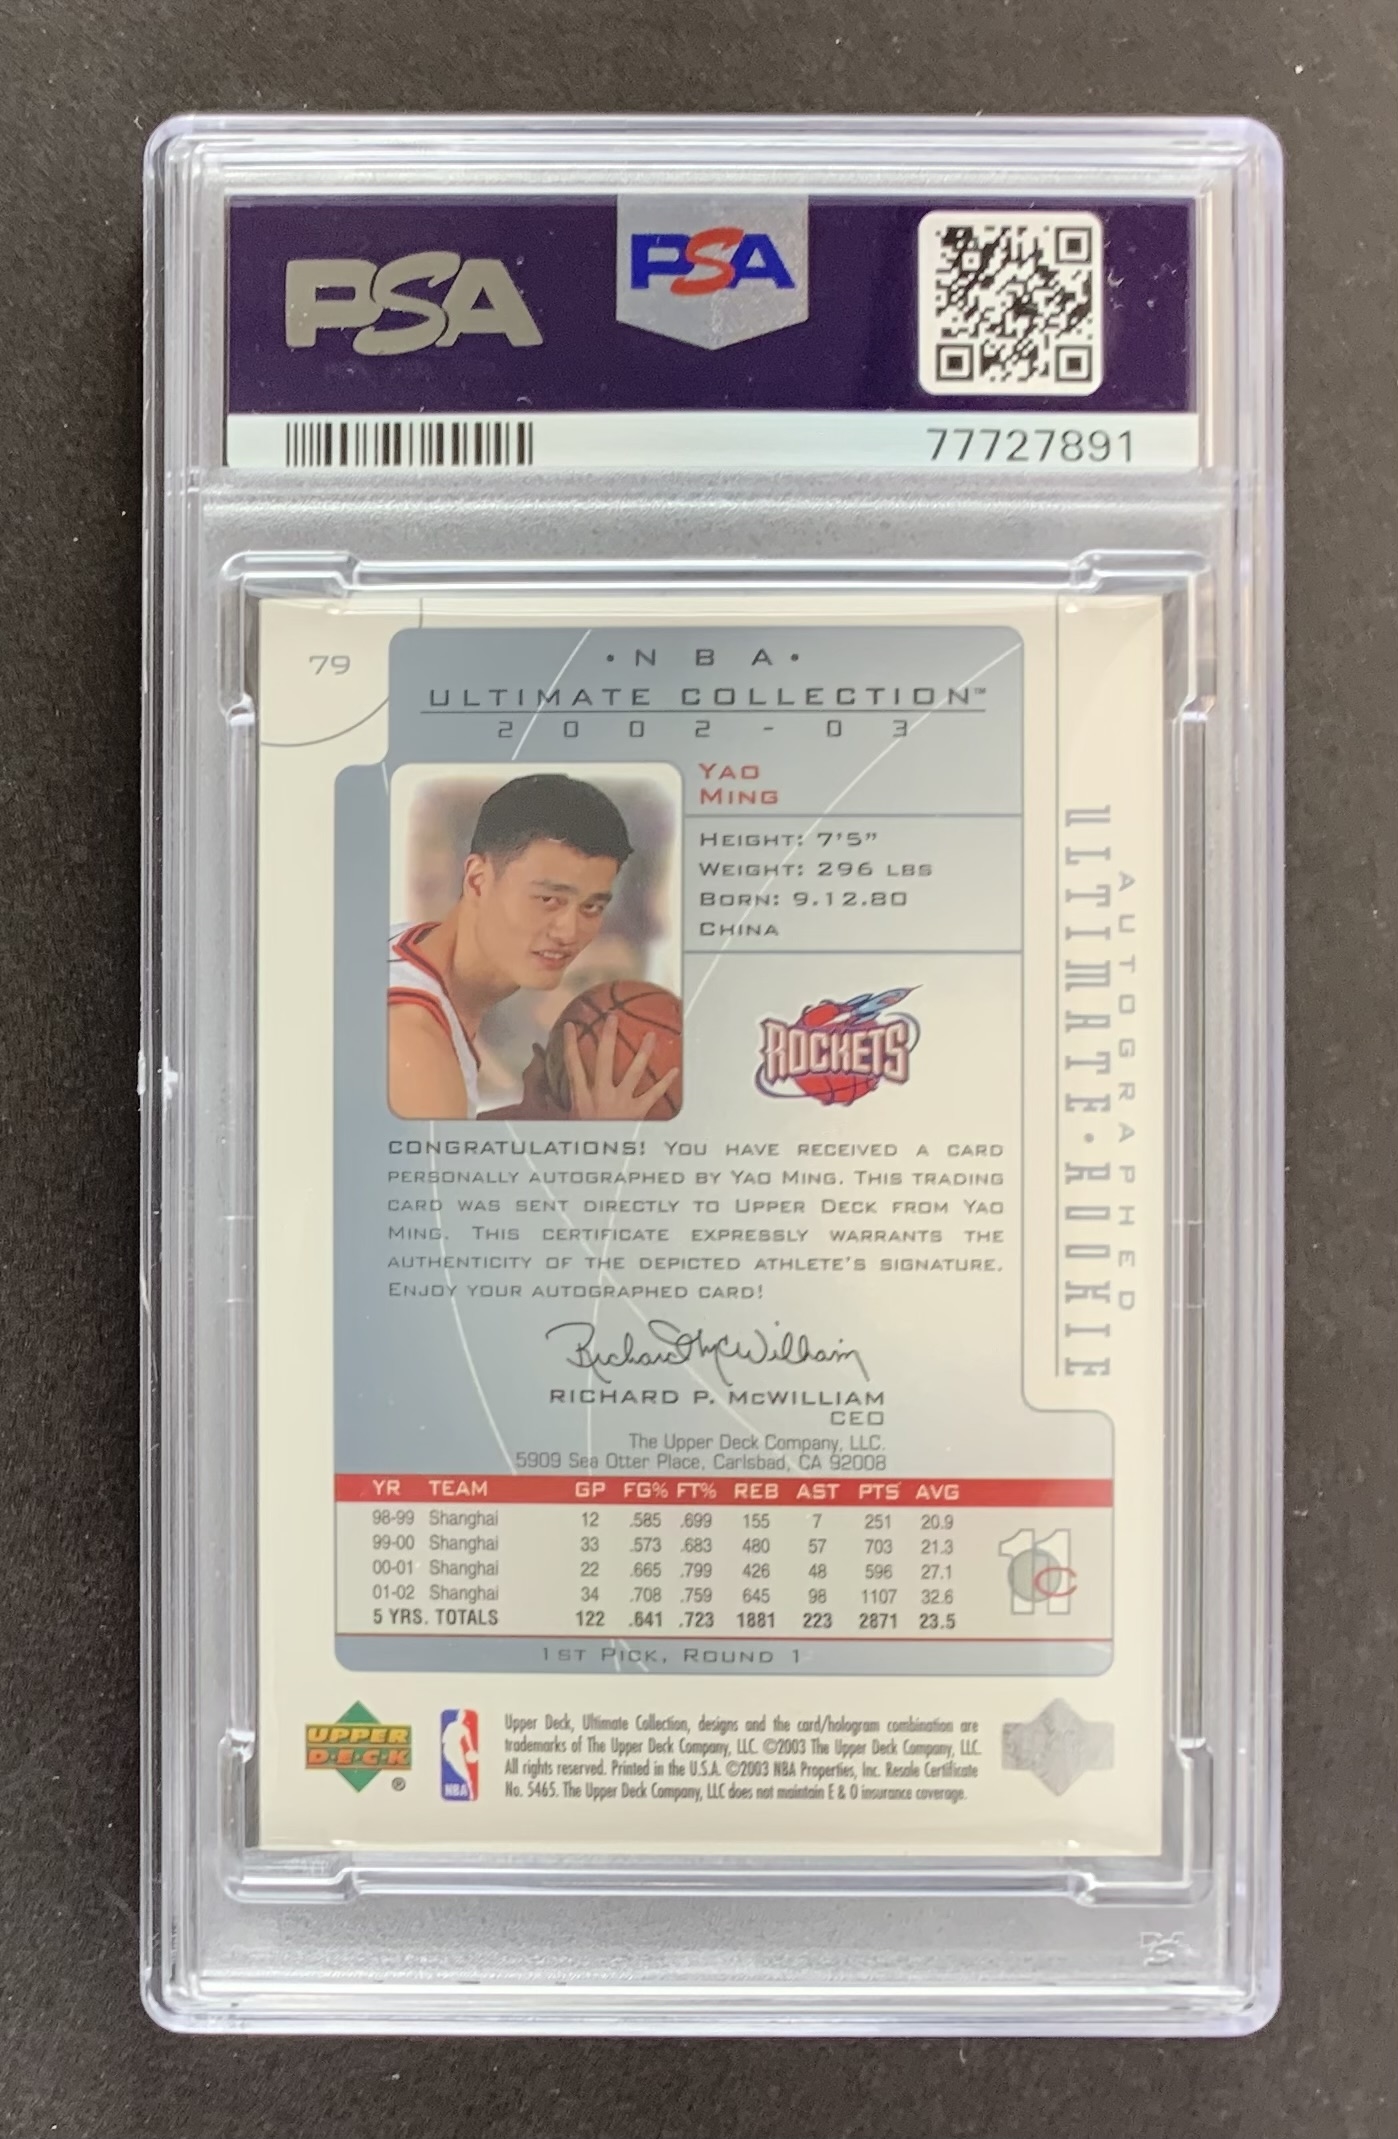 PSA
PSA
77727891
79
• N B A •
ULTIMATE COLLECTION™
2002-03
YAO
MING
HEIGHT: 7'5"
WEIGHT: 296 LBS
BORN: 9.12.80
CHINA
ROCKETS
AUTOGRAPHED
ULTIMATE • ROOKIE
CONGRATULATIONS! YOU HAVE RECEIVED A CARD
PERSONALLY AUTOGRAPHED BY YAO MING. THIS TRADING
CARD WAS SENT DIRECTLY TO UPPER DECK FROM YAO
MING. THIS CERTIFICATE EXPRESSLY WARRANTS THE
AUTHENTICITY OF THE DEPICTED ATHLETE'S SIGNATURE.
ENJOY YOUR AUTOGRAPHED CARD!
Richard McWilliam
RICHARD P. McWILLIAM
CEO
The Upper Deck Company, LLC.
5909 Sea Otter Place, Carlsbad, CA 92008
YR TEAM GP FG% FT% REB AST PTS AVG
98-99 Shanghai 12 .585 .699 155 7 251 20.9
99-00 Shanghai 33 .573 .683 480 57 703 21.3
00-01 Shanghai 22 .665 .799 426 48 596 27.1
01-02 Shanghai 34 .708 .759 645 98 1107 32.6
5 YRS. TOTALS 122 .641 .723 1881 223 2871 23.5
11
C
1ST PICK, ROUND 1
UPPER
D·E·C·K
®
NBA
Upper Deck, Ultimate Collection, designs and the card/hologram combination are
trademarks of The Upper Deck Company, LLC. ©2003 The Upper Deck Company, LLC.
All rights reserved. Printed in the U.S.A. ©2003 NBA Properties, Inc. Resale Certificate
No. 5465. The Upper Deck Company, LLC does not maintain E & O insurance coverage.